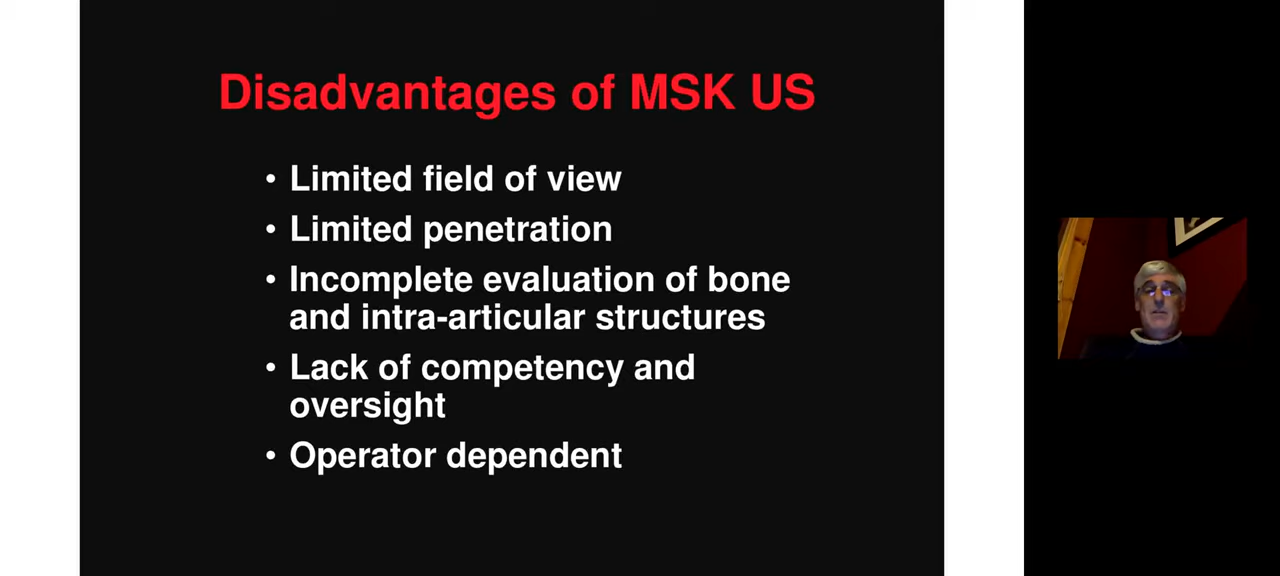 Disadvantages of MSK US
• Limited field of view
• Limited penetration
• Incomplete evaluation of bone
and intra-articular structures
• Lack of competency and
oversight
• Operator dependent